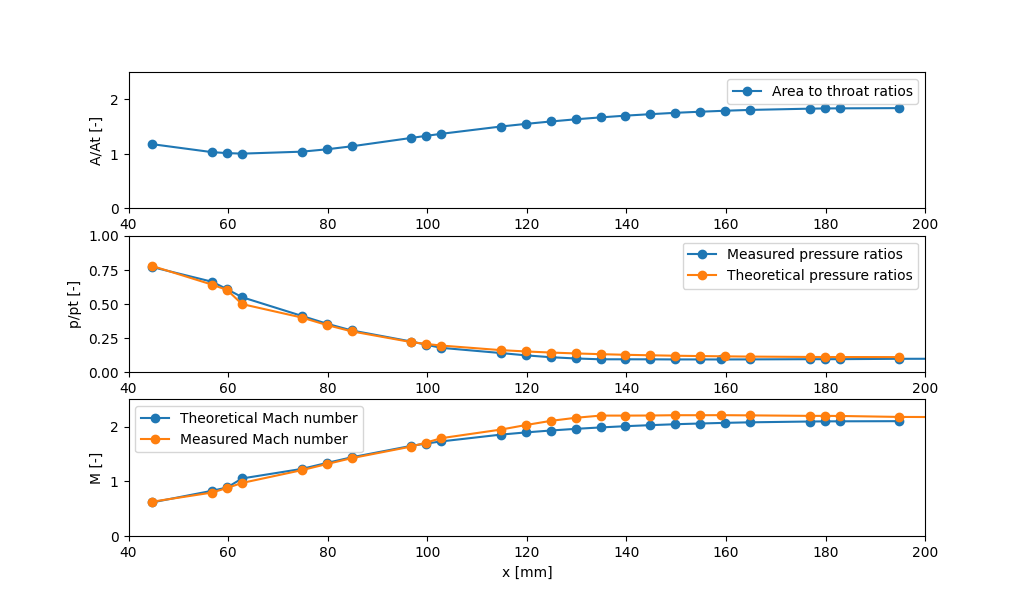 Area to throat ratios
A/At [-]
2
1
0
40 60 80 100 120 140 160 180 200
Measured pressure ratios
Theoretical pressure ratios
p/pt [-]
1.00
0.75
0.50
0.25
0.00
40 60 80 100 120 140 160 180 200
Theoretical Mach number
Measured Mach number
M [-]
2
1
0
40 60 80 100 120 140 160 180 200
x [mm]